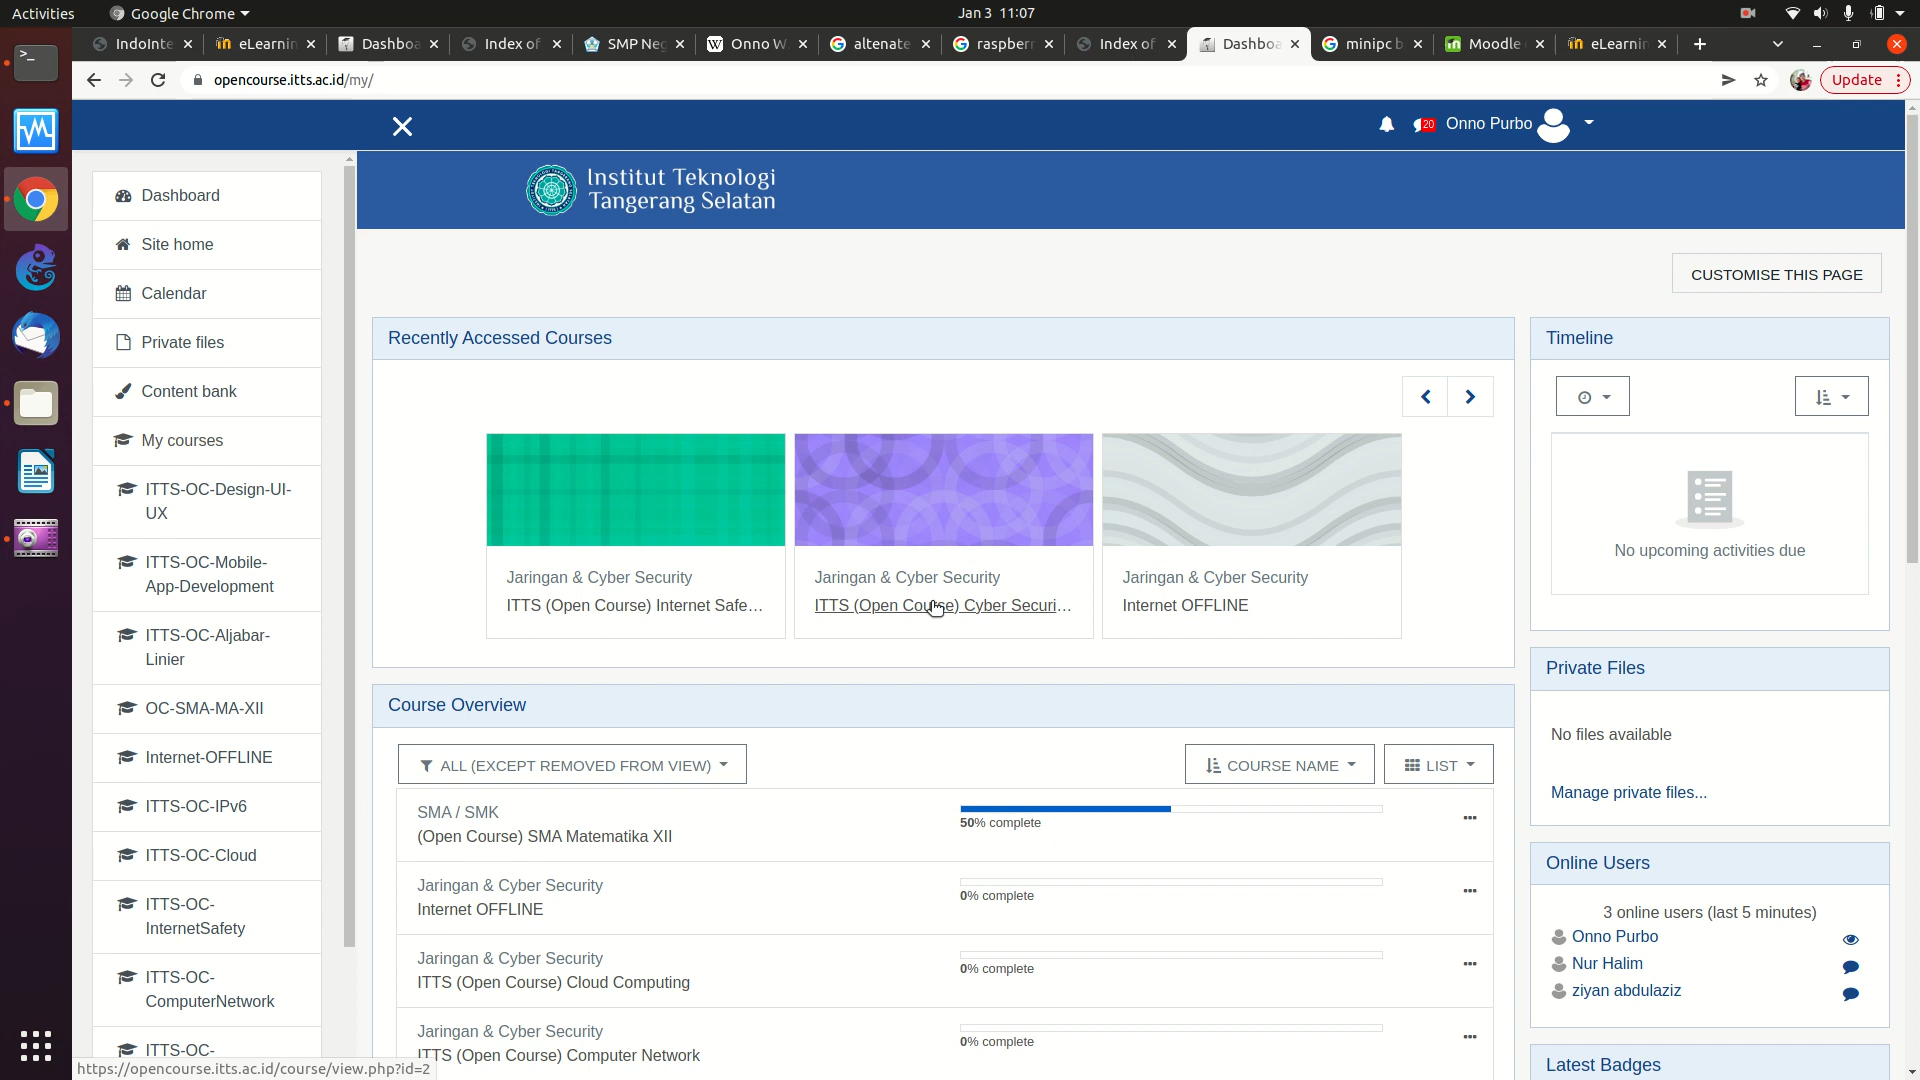 Activities
Google Chrome
Jan 3 11:07
IndoInte
eLearnin
Dashboa
Index of
SMP Neg
Onno W
altenate
raspberr
Index of
Dashboa
minipc b
Moodle
eLearnin
opencourse.itts.ac.id/my/
Update
20
Onno Purbo
Institut Teknologi
Tangerang Selatan
Dashboard
Site home
Calendar
Private files
Content bank
My courses
ITTS-OC-Design-UI-
UX
ITTS-OC-Mobile-
App-Development
ITTS-OC-Aljabar-
Linier
OC-SMA-MA-XII
Internet-OFFLINE
ITTS-OC-IPv6
ITTS-OC-Cloud
ITTS-OC-
InternetSafety
ITTS-OC-
ComputerNetwork
ITTS-OC-
CUSTOMISE THIS PAGE
Recently Accessed Courses
Jaringan & Cyber Security
ITTS (Open Course) Internet Safe...
Jaringan & Cyber Security
ITTS (Open Course) Cyber Securi...
Jaringan & Cyber Security
Internet OFFLINE
Course Overview
ALL (EXCEPT REMOVED FROM VIEW)
COURSE NAME
LIST
SMA / SMK
(Open Course) SMA Matematika XII
50% complete
Jaringan & Cyber Security
Internet OFFLINE
0% complete
Jaringan & Cyber Security
ITTS (Open Course) Cloud Computing
0% complete
Jaringan & Cyber Security
ITTS (Open Course) Computer Network
0% complete
Timeline
No upcoming activities due
Private Files
No files available
Manage private files...
Online Users
3 online users (last 5 minutes)
Onno Purbo
Nur Halim
ziyan abdulaziz
Latest Badges
https://opencourse.itts.ac.id/course/view.php?id=2